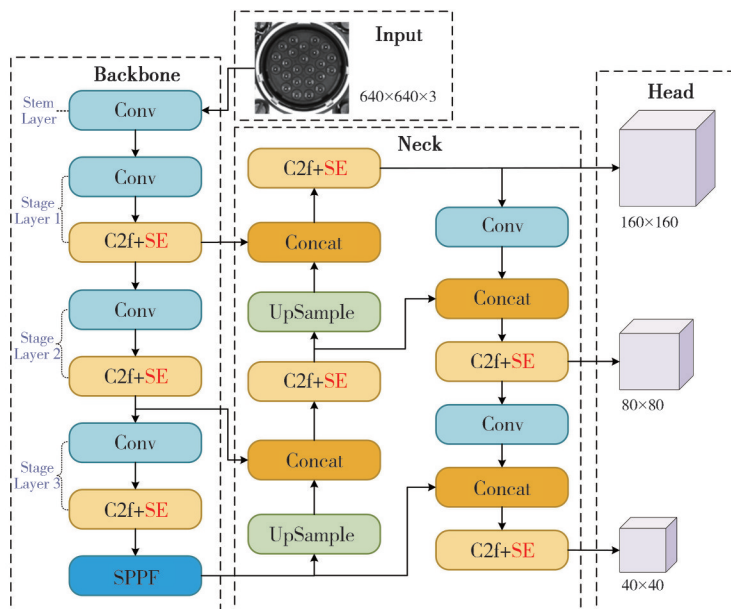 Input
640×640×3
Backbone
Stem
Layer
Conv
Conv
Stage
Layer 1
C2f+SE
Conv
Stage
Layer 2
C2f+SE
Conv
Stage
Layer 3
C2f+SE
SPPF
Neck
C2f+SE
Concat
UpSample
C2f+SE
Concat
UpSample
Conv
Concat
C2f+SE
Conv
Concat
C2f+SE
Head
160×160
80×80
40×40